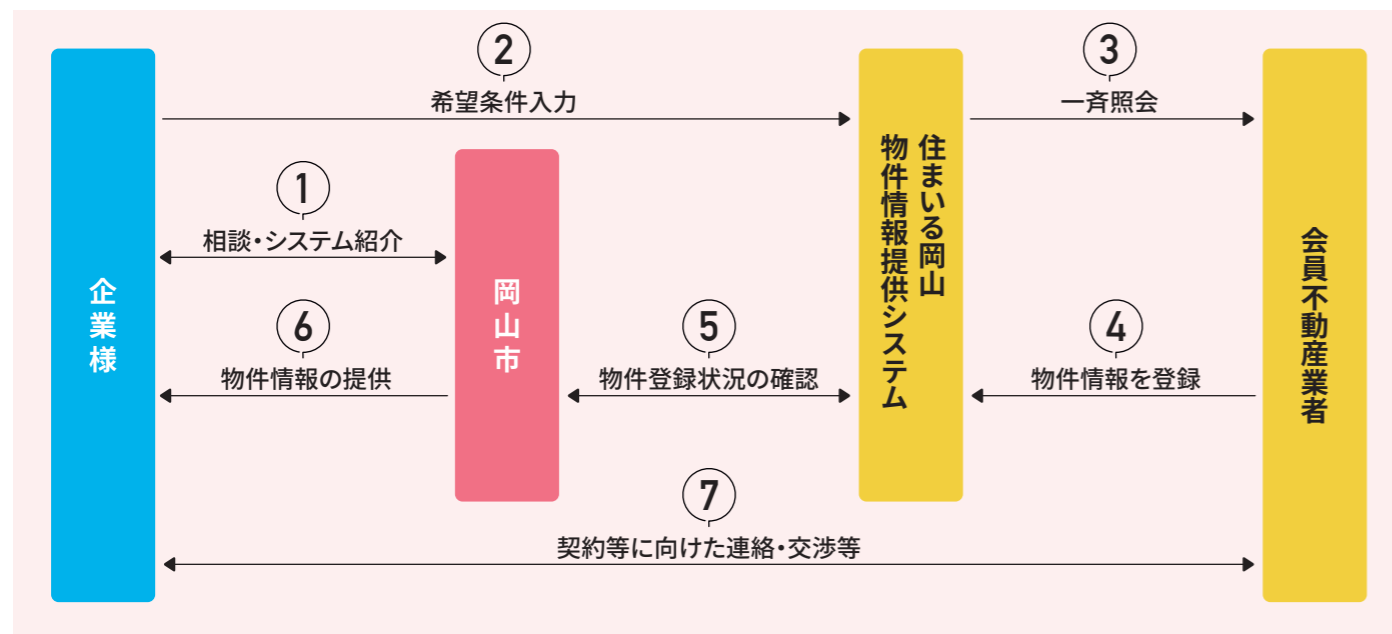 ②
希望条件入力
③
一斉照会
①
相談・システム紹介
企業様
岡山市
住まいる岡山
物件情報提供システム
会員不動産業者
⑥
物件情報の提供
⑤
物件登録状況の確認
④
物件情報を登録
⑦
契約等に向けた連絡・交渉等